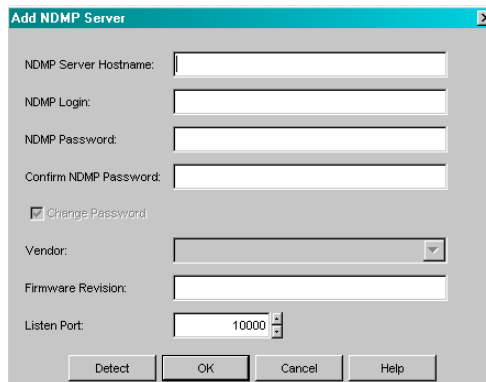 Add NDMP Server
NDMP Server Hostname:
NDMP Login:
NDMP Password:
Confirm NDMP Password:
Change Password
Vendor:
Firmware Revision:
Listen Port: 10000
Detect OK Cancel Help